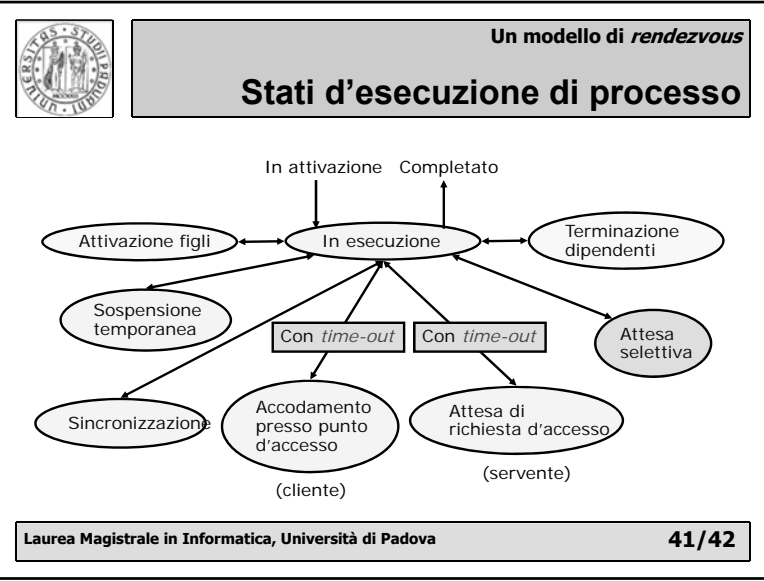 Un modello di rendezvous
Stati d'esecuzione di processo
In attivazione Completato
Attivazione figli
In esecuzione
Terminazione
dipendenti
Sospensione
temporanea
Con time-out
Con time-out
Attesa
selettiva
Sincronizzazione
Accodamento
presso punto
d'accesso
Attesa di
richiesta d'accesso
(cliente)
(servente)
Laurea Magistrale in Informatica, Università di Padova
41/42